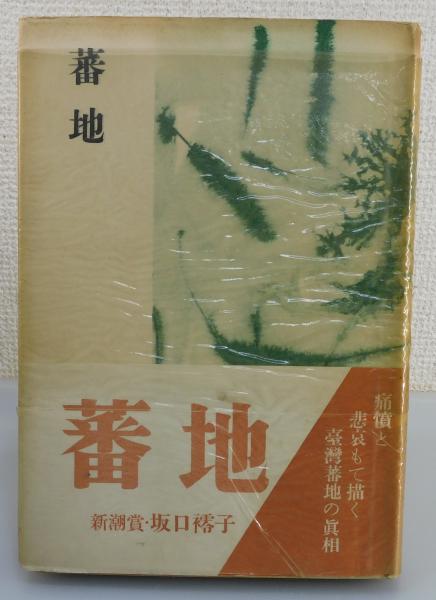 蕃地
蕃地
新潮賞・坂口䙥子
痛憤と
悲哀もて描く
臺灣蕃地の眞相